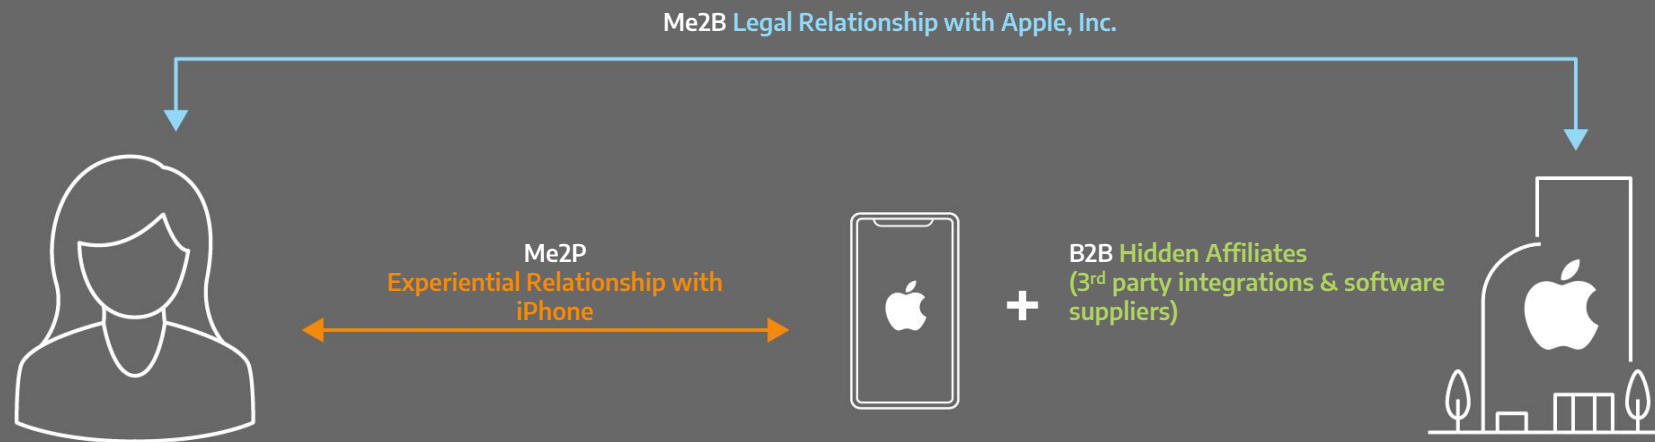 Me2B Legal Relationship with Apple, Inc.
Me2P
Experiential Relationship with
iPhone
B2B Hidden Affiliates
(3rd party integrations & software
suppliers)